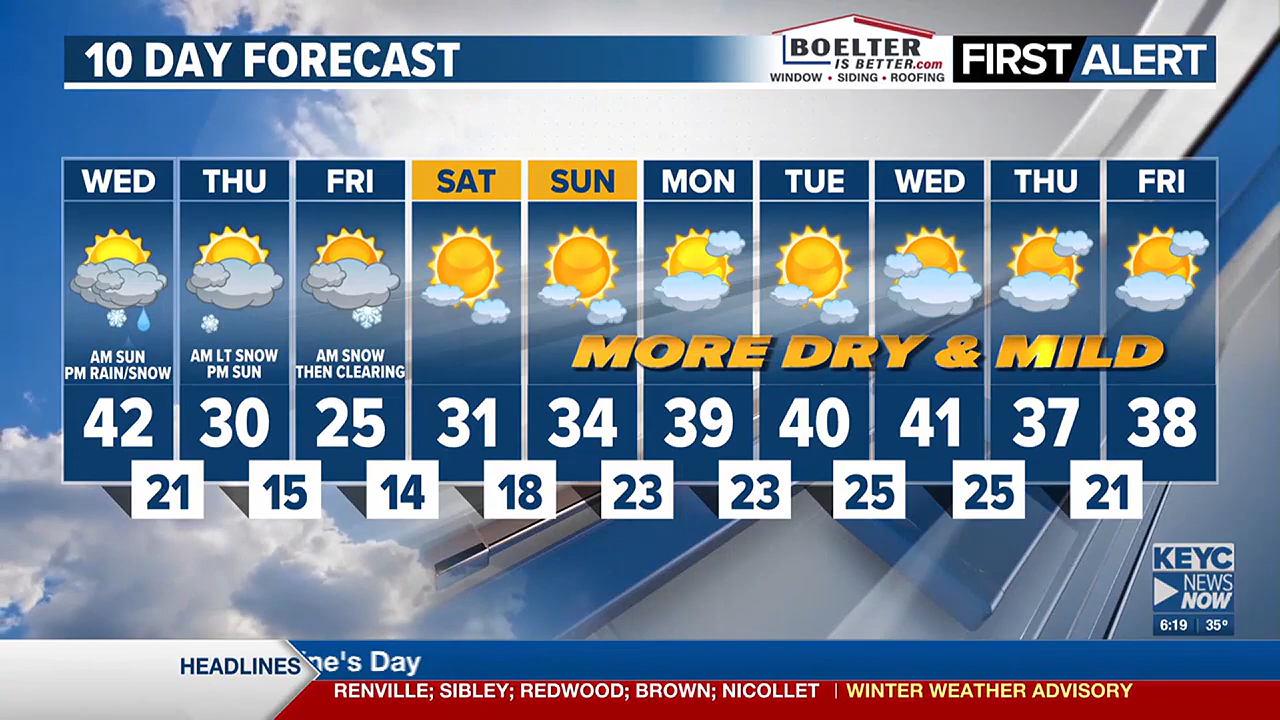 10 DAY FORECAST
BOELTER
IS BETTER.com
WINDOW • SIDING • ROOFING
FIRST ALERT
WED THU FRI SAT SUN MON TUE WED THU FRI
AM SUN
PM RAIN/SNOW
AM LT SNOW
PM SUN
AM SNOW
THEN CLEARING
MORE DRY & MILD
42 30 25 31 34 39 40 41 37 38
21 15 14 18 23 23 25 25 21
KEYC
NEWS
NOW
6:19 35°
HEADLINES ne's Day
RENVILLE; SIBLEY; REDWOOD; BROWN; NICOLLET | WINTER WEATHER ADVISORY